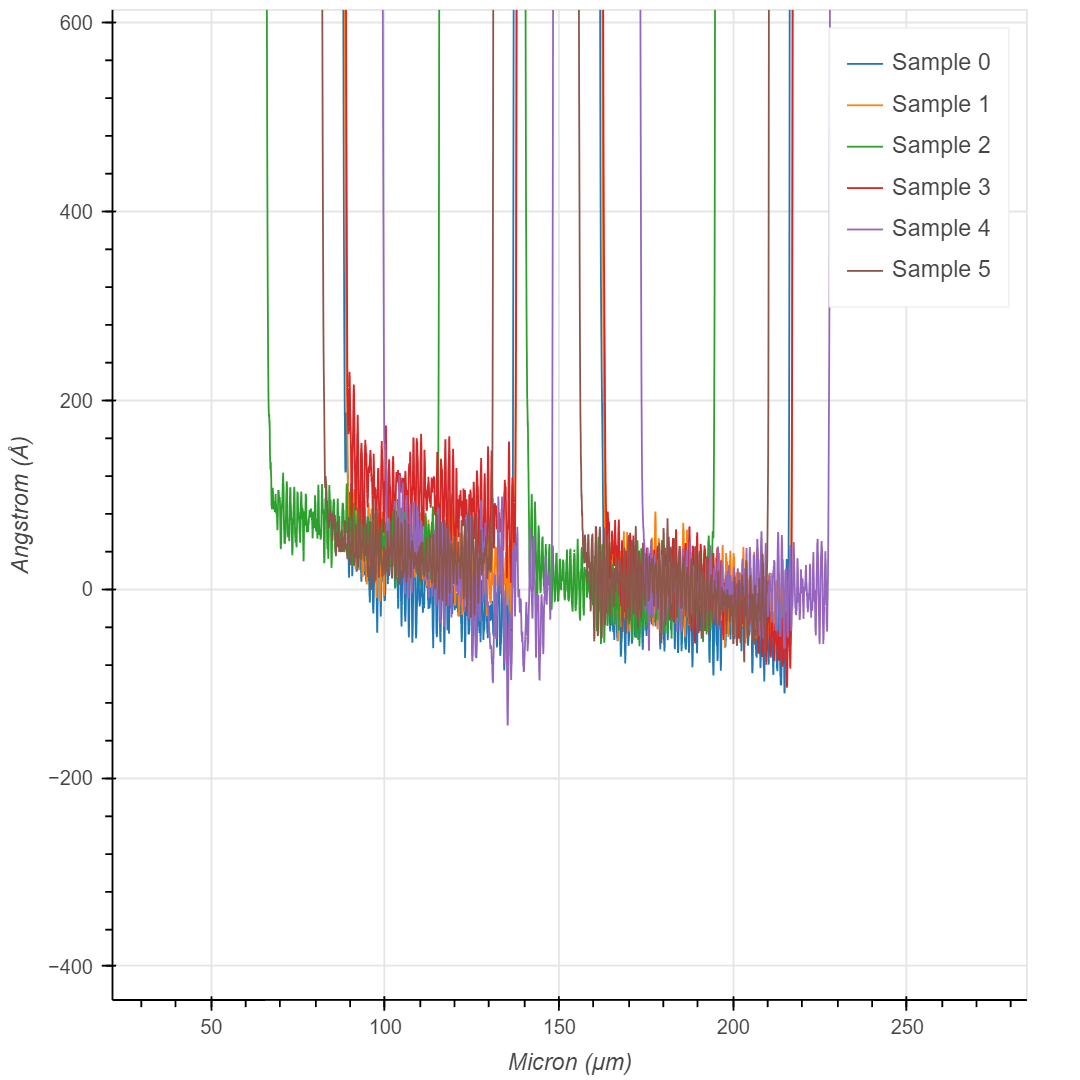 600
400
200
0
−200
−400
Angstrom (Å)
50
100
150
200
250
Micron (μm)
Sample 0
Sample 1
Sample 2
Sample 3
Sample 4
Sample 5